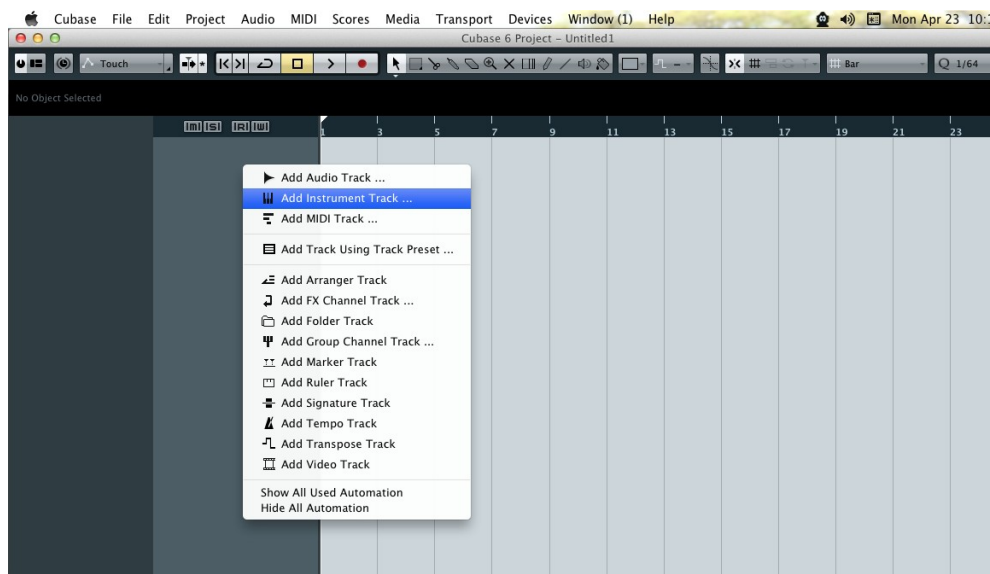 Cubase File Edit Project Audio MIDI Scores Media Transport Devices Window (1) Help Mon Apr 23 10:
Cubase 6 Project - Untitled1
Touch Bar Q 1/64
No Object Selected
[m] [S] [R] [W] 1 3 5 7 9 11 13 15 17 19 21 23
Add Audio Track ...
Add Instrument Track ...
Add MIDI Track ...
Add Track Using Track Preset ...
Add Arranger Track
Add FX Channel Track ...
Add Folder Track
Add Group Channel Track ...
Add Marker Track
Add Ruler Track
Add Signature Track
Add Tempo Track
Add Transpose Track
Add Video Track
Show All Used Automation
Hide All Automation